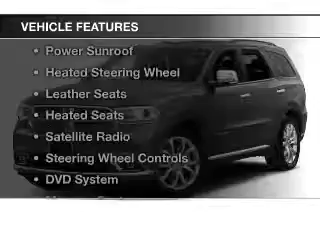 VEHICLE FEATURES
• Power Sunroof
• Heated Steering Wheel
• Leather Seats
• Heated Seats
• Satellite Radio
• Steering Wheel Controls
• DVD System